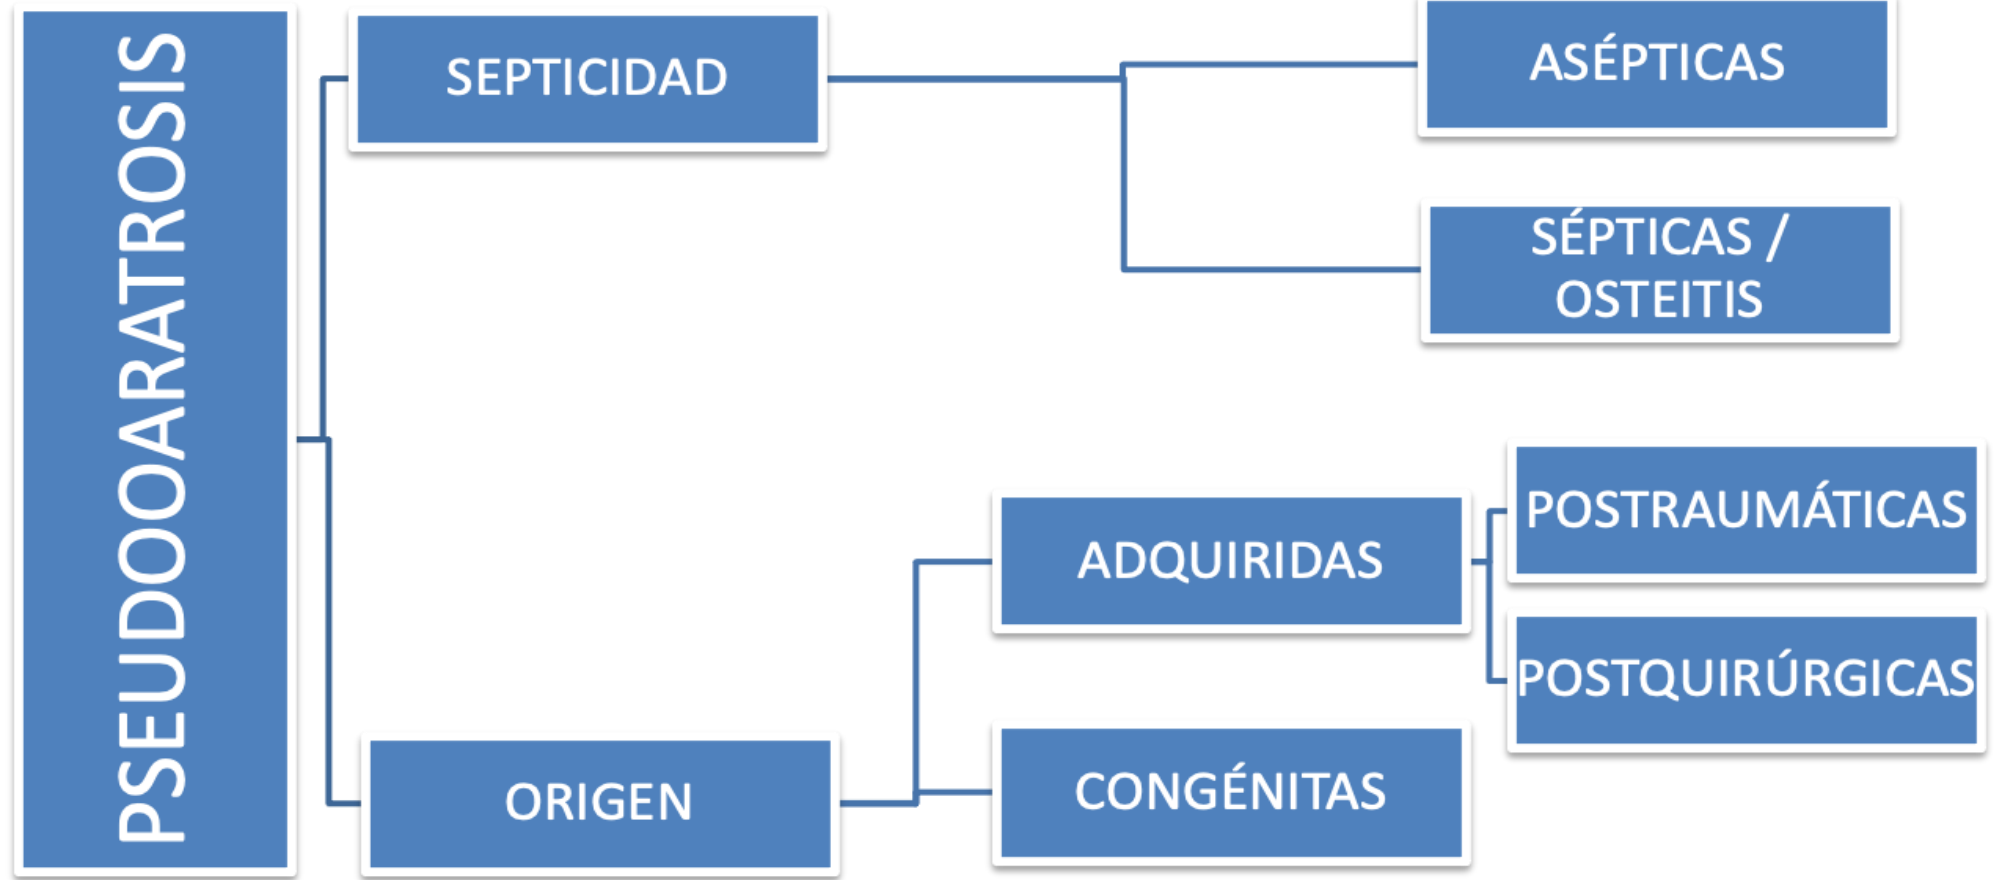 PSEUDOOARATROSIS
SEPTICIDAD
ASÉPTICAS
SÉPTICAS /
OSTEITIS
ORIGEN
ADQUIRIDAS
POSTRAUMÁTICAS
POSTQUIRÚRGICAS
CONGÉNITAS